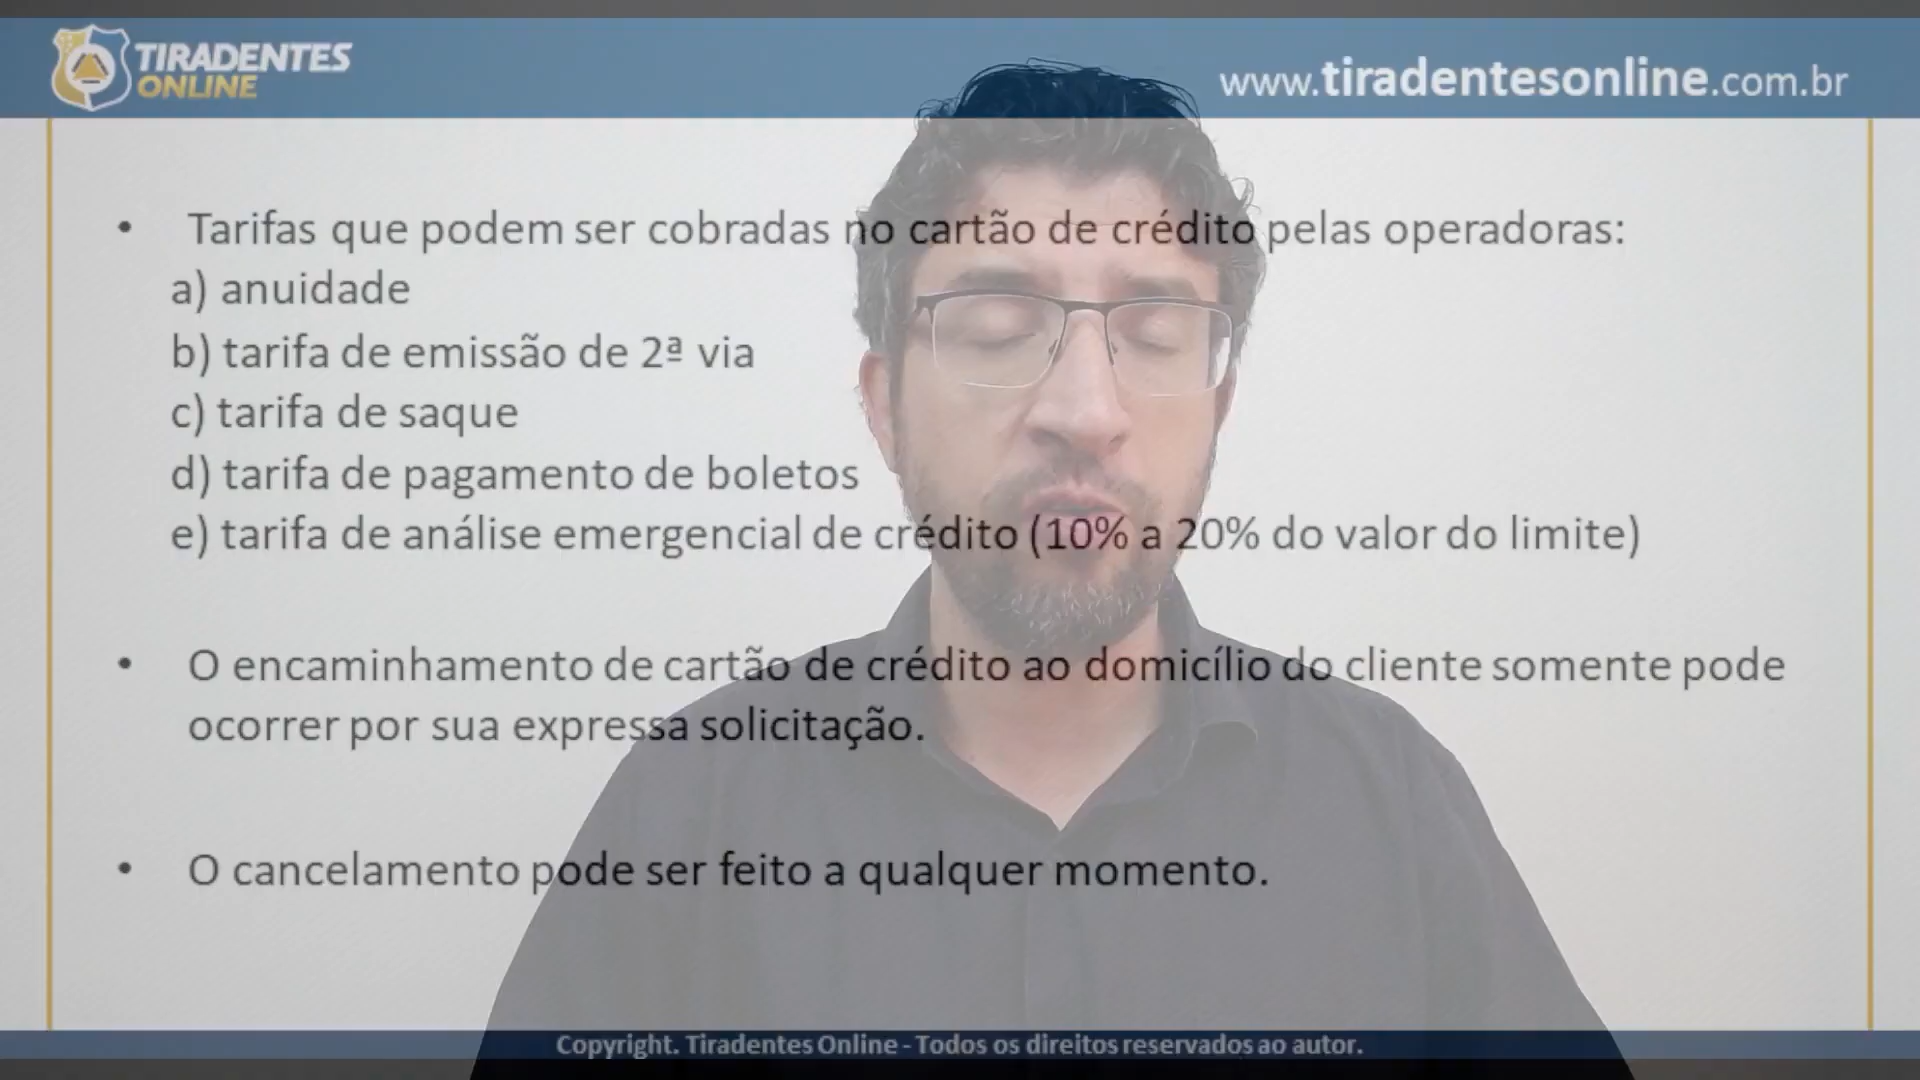 TIRADENTES
ONLINE
www.tiradentesonline.com.br
• Tarifas que podem ser cobradas no cartão de crédito pelas operadoras:
a) anuidade
b) tarifa de emissão de 2ª via
c) tarifa de saque
d) tarifa de pagamento de boletos
e) tarifa de análise emergencial de crédito (10% a 20% do valor do limite)
• O encaminhamento de cartão de crédito ao domicílio do cliente somente pode
ocorrer por sua expressa solicitação.
• O cancelamento pode ser feito a qualquer momento.
Copyright. Tiradentes Online - Todos os direitos reservados ao autor.